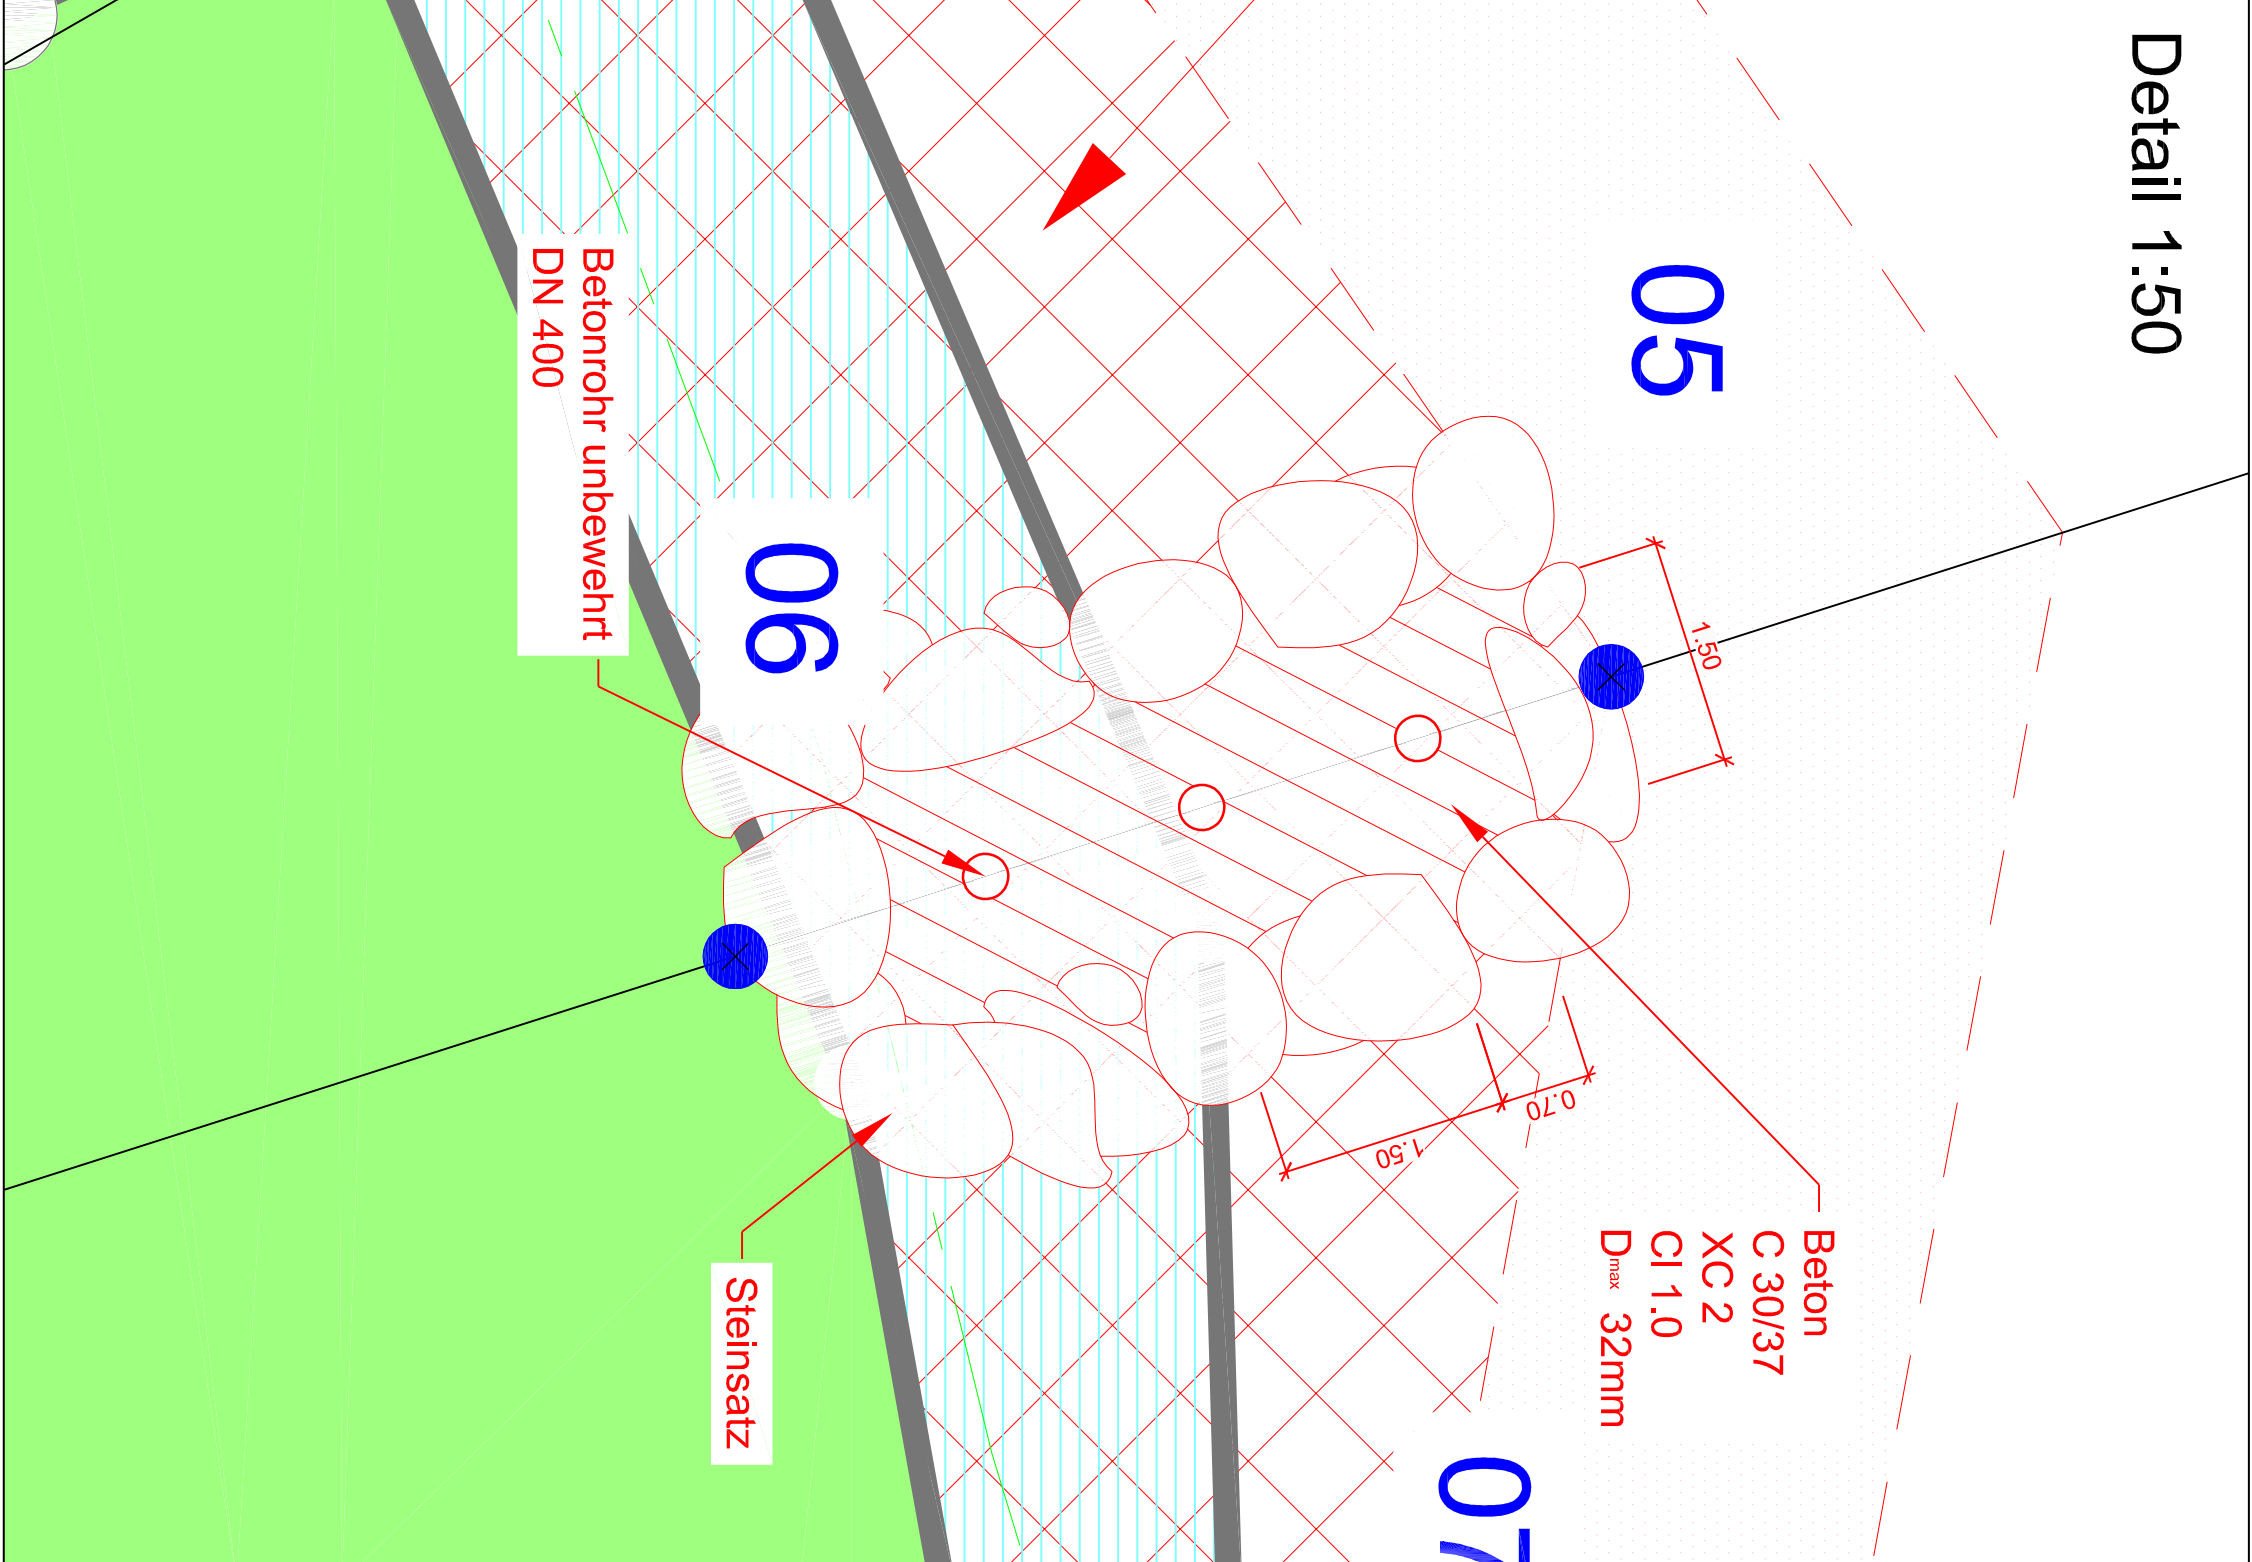 Detail 1:50
05
1.50
Beton
C 30/37
XC 2
Cl 1.0
Dmax 32mm
0.70
1.50
07
06
Betonrohr unbewehrt
DN 400
Steinsatz